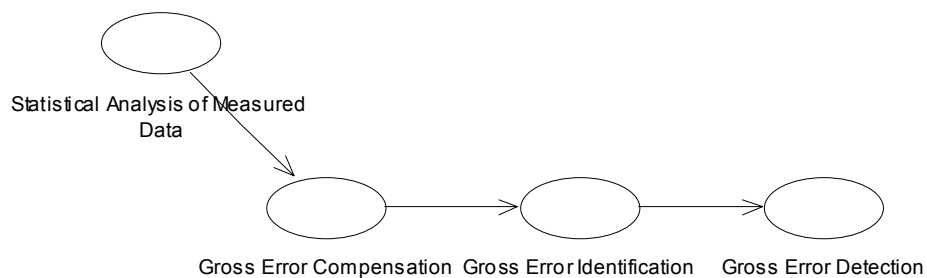 Statistical Analysis of Measured
Data
Gross Error Compensation
Gross Error Identification
Gross Error Detection